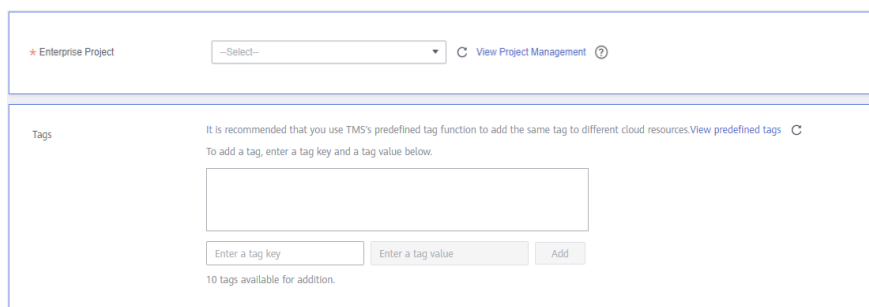 * Enterprise Project --Select-- View Project Management ?
Tags It is recommended that you use TMS's predefined tag function to add the same tag to different cloud resources.View predefined tags
To add a tag, enter a tag key and a tag value below.
Enter a tag key Enter a tag value Add
10 tags available for addition.